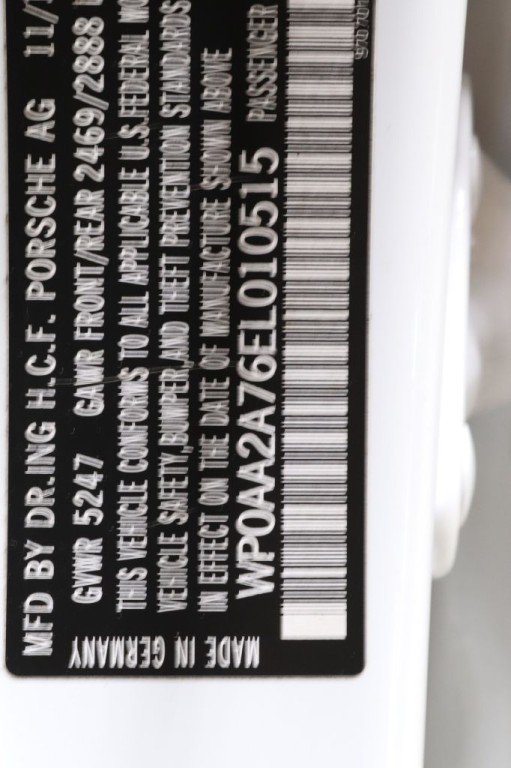 MFD BY DR.ING H.C.F. PORSCHE AG 11/
GVWR 5247 GAWR FRONT/REAR 2469/2888
THIS VEHICLE CONFORMS TO ALL APPLICABLE U.S. FEDERAL MO
VEHICLE SAFETY, BUMPER, AND THEFT PREVENTION STANDARDS
IN EFFECT ON THE DATE OF MANUFACTURE SHOWN ABOVE
WP0AA2A76EL010515 PASSENGER
MADE IN GERMANY